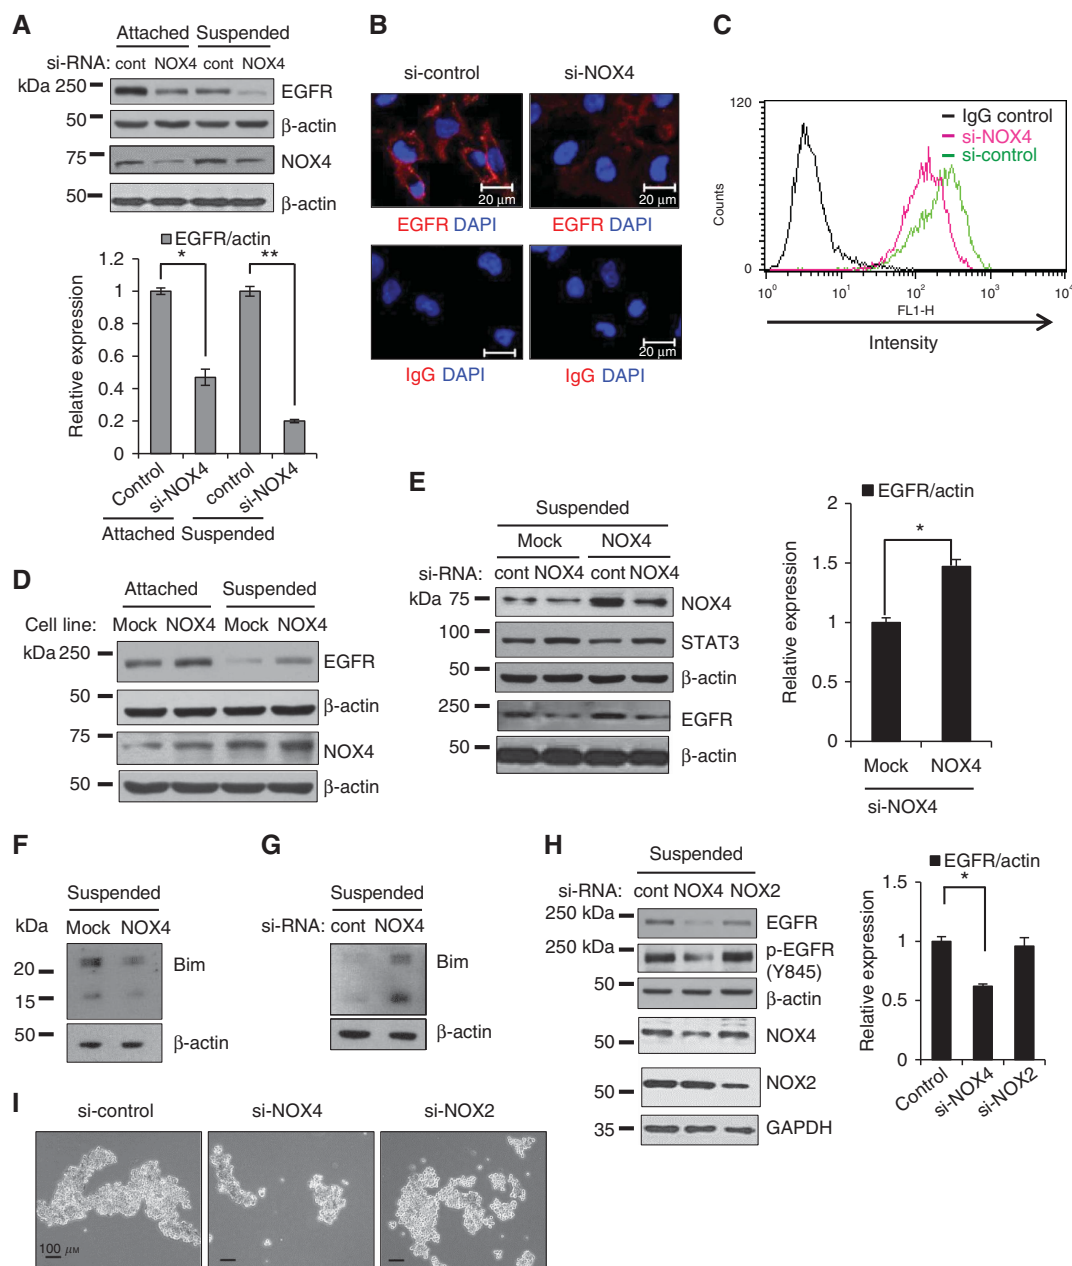 A
Attached Suspended
si-RNA: cont NOX4 cont NOX4
kDa 250 EGFR
50 β-actin
75 NOX4
50 β-actin
EGFR/actin
* **
Relative expression
1.2
1
0.8
0.6
0.4
0.2
0
Control si-NOX4 control si-NOX4
Attached Suspended
B
si-control si-NOX4
20 μm 20 μm
EGFR DAPI EGFR DAPI
20 μm
IgG DAPI IgG DAPI
C
120
Counts
0
IgG control
si-NOX4
si-control
10⁰ 10¹ 10² 10³ 10⁴
FL1-H
Intensity
D
Attached Suspended
Cell line: Mock NOX4 Mock NOX4
kDa 250 EGFR
50 β-actin
75 NOX4
50 β-actin
E
Suspended
Mock NOX4
si-RNA: cont NOX4 cont NOX4
kDa 75 NOX4
100 STAT3
50 β-actin
250 EGFR
50 β-actin
EGFR/actin
*
Relative expression
2
1.5
1
0.5
0
Mock NOX4
si-NOX4
F
Suspended
kDa Mock NOX4
20 Bim
15
50 β-actin
G
Suspended
si-RNA: cont NOX4
Bim
β-actin
H
Suspended
si-RNA: cont NOX4 NOX2
250 kDa EGFR
250 kDa p-EGFR
(Y845)
50 β-actin
50 NOX4
50 NOX2
35 GAPDH
EGFR/actin
*
Relative expression
1.5
1
0.5
0
Control si-NOX4 si-NOX2
I
si-control si-NOX4 si-NOX2
100 μM